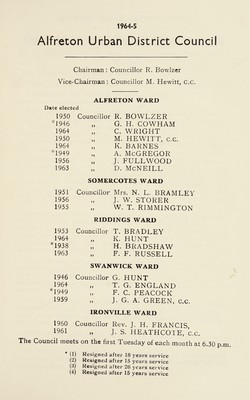 1964-5
Alfreton Urban District Council
Chairman: Councillor R. Bowlzer
Vice-Chairman: Councillor M. Hewitt, C.C.
ALFRETON WARD
Date elected
1950 Councillor R. BOWLZER
*1946 „ G. H. COWHAM
1964 „ C. WRIGHT
1950 „ M. HEWITT, C.C.
1964 „ K. BARNES
*1949 „ A. McGREGOR
1956 „ J. FULLWOOD
1963 „ D. McNEILL
SOMERCOTES WARD
1951 Councillor Mrs. N. L. BRAMLEY
1956 „ J. W. STORER
1955 „ W. T. RIMMINGTON
RIDDINGS WARD
1953 Councillor T. BRADLEY
1964 „ K. HUNT
*1938 „ H. BRADSHAW
1963 „ F. F. RUSSELL
SWANWICK WARD
1946 Councillor G. HUNT
1964 „ T. G. ENGLAND
*1949 „ F. C. PEACOCK
1959 „ J. G. A. GREEN, C.C.
IRONVILLE WARD
1960 Councillor Rev. J. H. FRANCIS,
1961 „ J. S. HEATHCOTE, C.C.
The Council meets on the first Tuesday of each month at 6.30 p.m.
* (1) Resigned after 18 years service
(2) Resigned after 15 years service
(3) Resigned after 26 years service
(4) Resigned after 15 years service